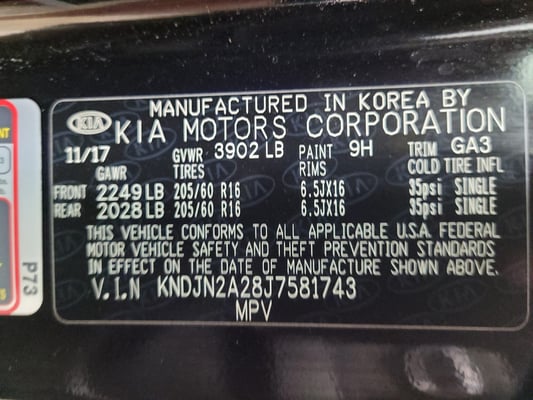 MANUFACTURED IN KOREA BY
KIA KIA MOTORS CORPORATION
11/17 GVWR 3902 LB PAINT 9H TRIM GA3
GAWR TIRES RIMS COLD TIRE INFL
FRONT 2249 LB 205/60 R16 6.5JX16 35psi SINGLE
REAR 2028 LB 205/60 R16 6.5JX16 35psi SINGLE
THIS VEHICLE CONFORMS TO ALL APPLICABLE U.S.A. FEDERAL
MOTOR VEHICLE SAFETY AND THEFT PREVENTION STANDARDS
IN EFFECT ON THE DATE OF MANUFACTURE SHOWN ABOVE.
V.I.N KNDJN2A28J7581743
MPV
P73